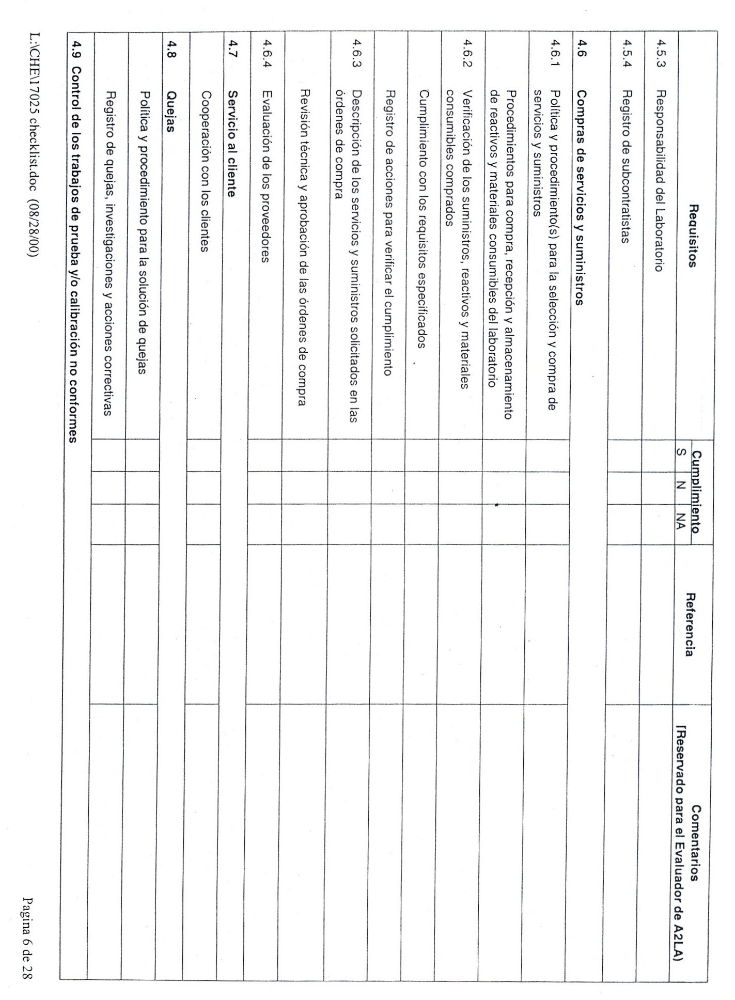 Requisitos
Cumplimiento
Referencia
Comentarios
S N NA
(Reservado para el Evaluador de A2LA)
4.5.3 Responsabilidad del Laboratorio
4.5.4 Registro de subcontratistas
4.6 Compras de servicios y suministros
4.6.1 Política y procedimiento(s) para la selección y compra de
servicios y suministros
Procedimientos para compra, recepción y almacenamiento
de reactivos y materiales consumibles del laboratorio
4.6.2 Verificación de los suministros, reactivos y materiales
consumibles comprados
Cumplimiento con los requisitos especificados
Registro de acciones para verificar el cumplimiento
4.6.3 Descripción de los servicios y suministros solicitados en las
órdenes de compra
Revisión técnica y aprobación de las órdenes de compra
4.6.4 Evaluación de los proveedores
4.7 Servicio al cliente
Cooperación con los clientes
4.8 Quejas
Política y procedimiento para la solución de quejas
Registro de quejas, investigaciones y acciones correctivas
4.9 Control de los trabajos de prueba y/o calibración no conformes
L:\CHE\17025 checklist.doc (08/28/00)
Pagina 6 de 28